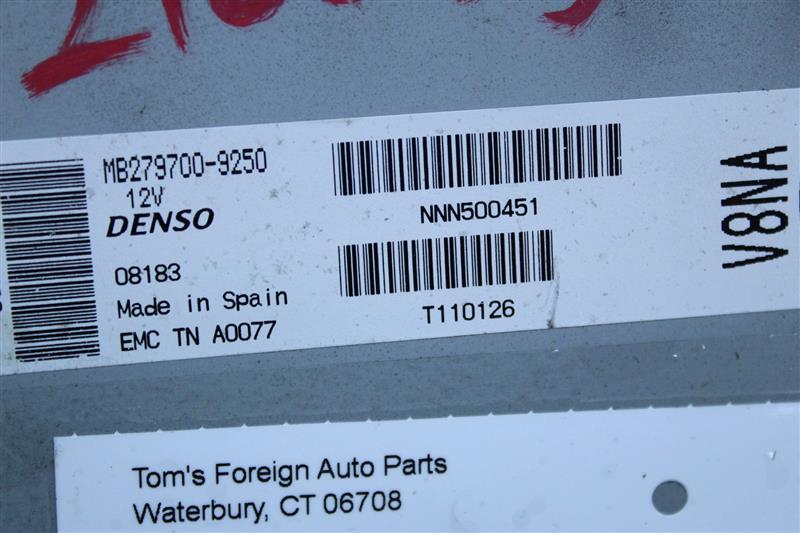 MB279700-9250
12V
DENSO
08183
Made in Spain
EMC TN A0077
NNN500451
T110126
V8NA
Tom's Foreign Auto Parts
Waterbury, CT 06708